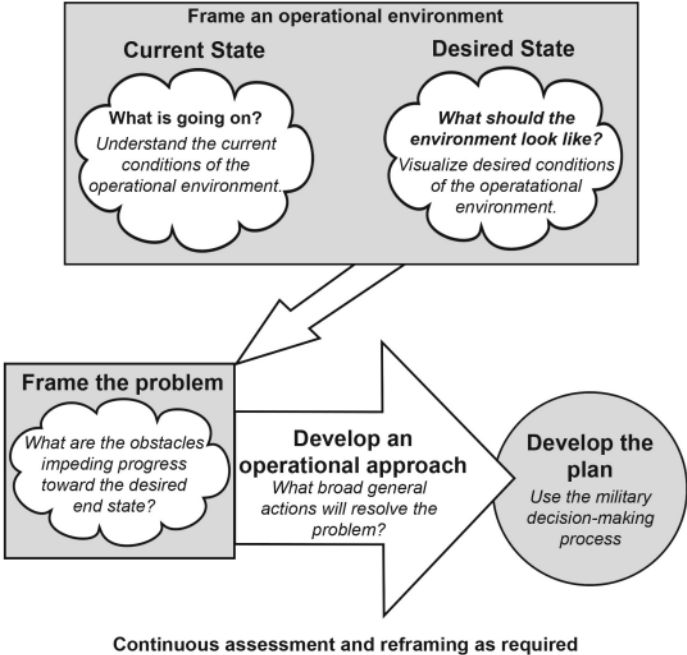 Frame an operational environment
Current State
What is going on?
Understand the current
conditions of the
operational environment.
Desired State
What should the
environment look like?
Visualize desired conditions
of the operatational
environment.
Frame the problem
What are the obstacles
impeding progress
toward the desired
end state?
Develop an
operational approach
What broad general
actions will resolve the
problem?
Develop the
plan
Use the military
decision-making
process
Continuous assessment and reframing as required